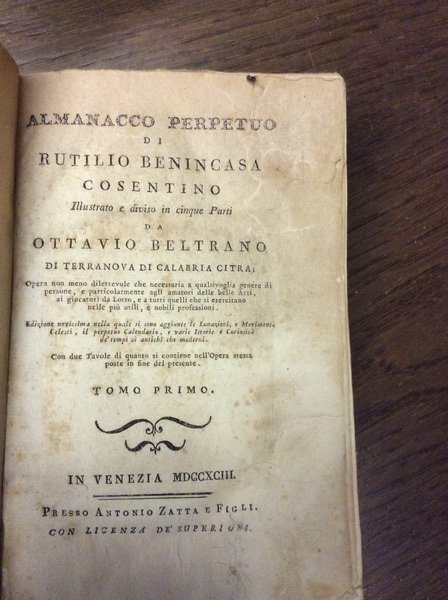 ALMANACCO PERPETUO
DI
RUTILIO BENINCASA
COSENTINO
Illustrato e diviso in cinque Parti
DA
OTTAVIO BELTRANO
DI TERRANOVA DI CALABRIA CITRA;
Opera non meno dilettevole che necessaria a qualsivoglia genere di
persone, e particolarmente agli amatori delle belle Arti,
ai giocatori da Lotto, e a tutti quelli che si esercitano
nelle più utili, e nobili professioni.
Edizione novissima nella quale si sono aggiunte le Lunazioni, e Movimenti
Celesti, il perpetuo Calendario, e varie Istorie e Curiosità
de' tempi sì antichi che moderni.
Con due Tavole di quanto si contiene nell'Opera stessa
poste in fine del presente.
TOMO PRIMO.
IN VENEZIA MDCCXCIII.
PRESSO ANTONIO ZATTA E FIGLI.
CON LICENZA DE' SUPERIORI.